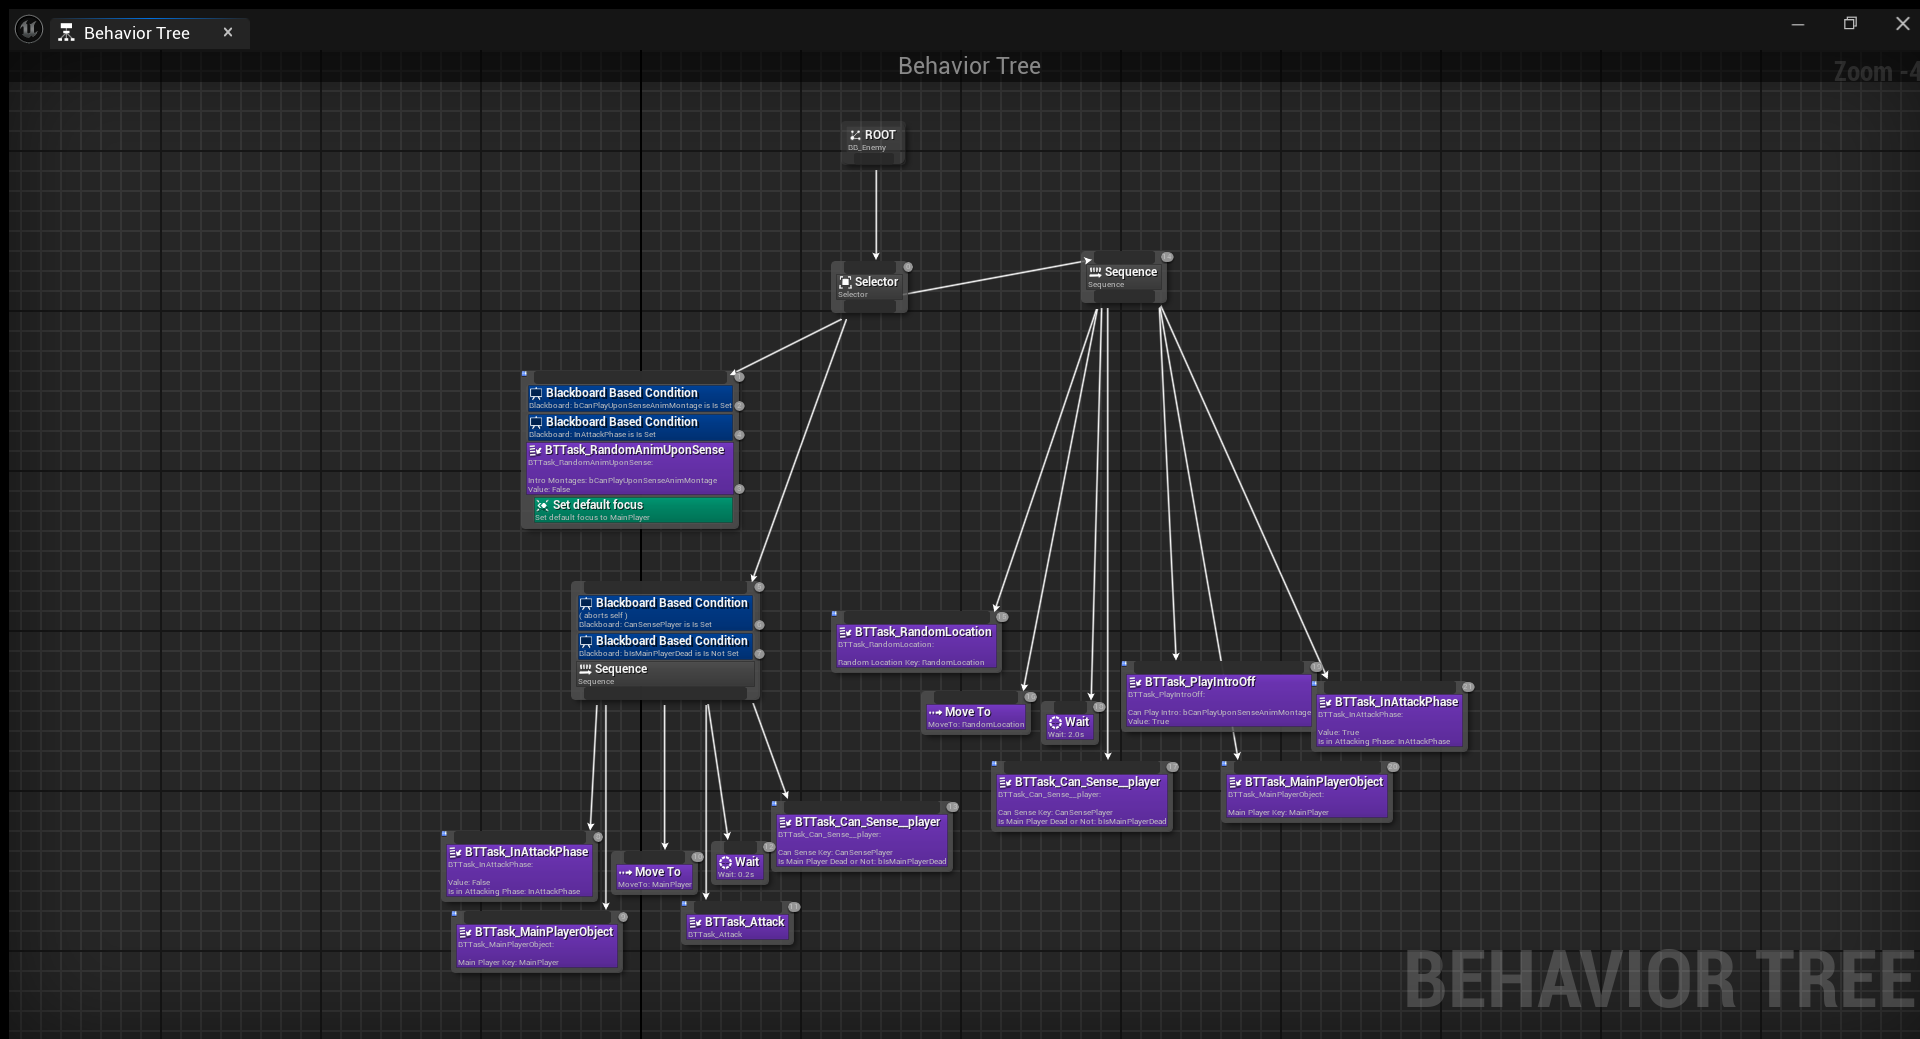 Behavior Tree
Behavior Tree
Zoom -4
ROOT
BB_Enemy
Selector
Selector
Sequence
Sequence
Blackboard Based Condition
Blackboard: bCanPlayUponSenseAnimMontage is Is Set
Blackboard Based Condition
Blackboard: InAttackPhase is Is Set
BTTask_RandomAnimUponSense
BTTask_RandomAnimUponSense:
Intro Montages: bCanPlayUponSenseAnimMontage
Value: False
Set default focus
Set default focus to MainPlayer
Blackboard Based Condition
( aborts self )
Blackboard: CanSensePlayer is Is Set
Blackboard Based Condition
Blackboard: bIsMainPlayerDead is Is Not Set
Sequence
Sequence
BTTask_RandomLocation
BTTask_RandomLocation:
Random Location Key: RandomLocation
Move To
MoveTo: RandomLocation
Wait
Wait: 2.0s
BTTask_PlayIntroOff
BTTask_PlayIntroOff:
Can Play Intro: bCanPlayUponSenseAnimMontage
Value: True
BTTask_InAttackPhase
BTTask_InAttackPhase:
Value: True
Is in Attacking Phase: InAttackPhase
BTTask_Can_Sense__player
BTTask_Can_Sense__player:
Can Sense Key: CanSensePlayer
Is Main Player Dead or Not: bIsMainPlayerDead
BTTask_MainPlayerObject
BTTask_MainPlayerObject:
Main Player Key: MainPlayer
BTTask_Can_Sense__player
BTTask_Can_Sense__player:
Can Sense Key: CanSensePlayer
Is Main Player Dead or Not: bIsMainPlayerDead
BTTask_InAttackPhase
BTTask_InAttackPhase:
Value: False
Is in Attacking Phase: InAttackPhase
Move To
MoveTo: MainPlayer
Wait
Wait: 0.2s
BTTask_MainPlayerObject
BTTask_MainPlayerObject:
Main Player Key: MainPlayer
BTTask_Attack
BTTask_Attack
BEHAVIOR TREE